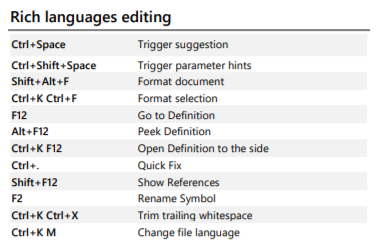 Rich languages editing
Ctrl+Space Trigger suggestion
Ctrl+Shift+Space Trigger parameter hints
Shift+Alt+F Format document
Ctrl+K Ctrl+F Format selection
F12 Go to Definition
Alt+F12 Peek Definition
Ctrl+K F12 Open Definition to the side
Ctrl+. Quick Fix
Shift+F12 Show References
F2 Rename Symbol
Ctrl+K Ctrl+X Trim trailing whitespace
Ctrl+K M Change file language